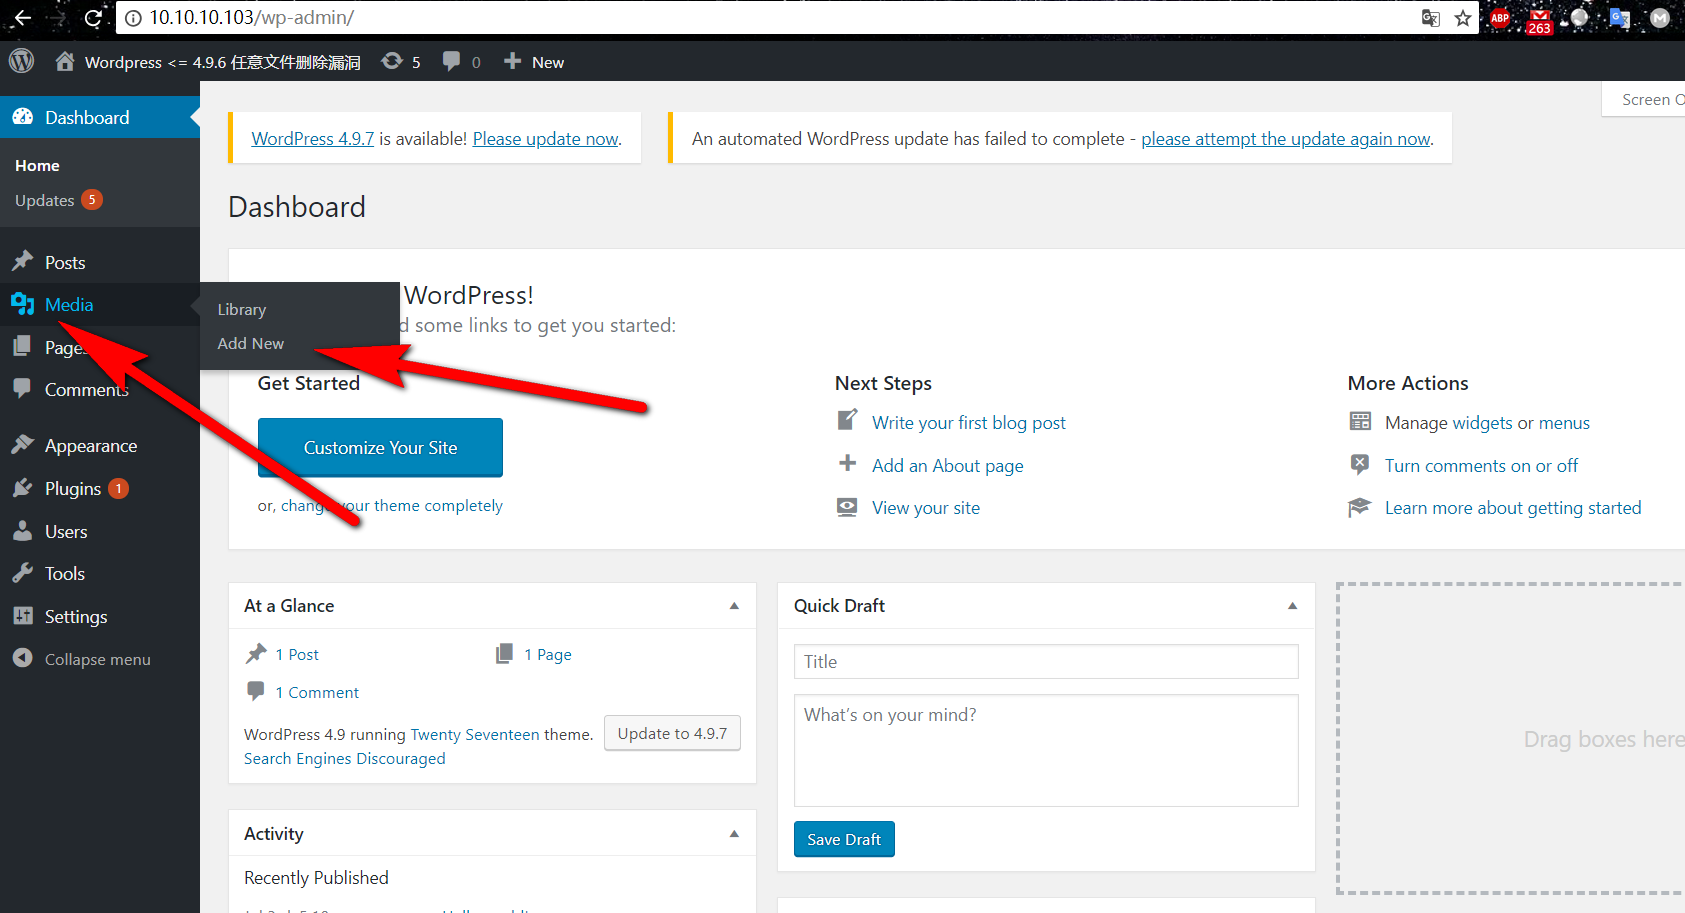 10.10.10.103/wp-admin/
ABP
263
M
Wordpress <= 4.9.6 任意文件删除漏洞
5
0
New
Screen O
Dashboard
Home
Updates 5
Posts
Media
Pages
Comments
Appearance
Plugins 1
Users
Tools
Settings
Collapse menu
Library
Add New
WordPress 4.9.7 is available! Please update now.
An automated WordPress update has failed to complete - please attempt the update again now.
Dashboard
WordPress!
d some links to get you started:
Get Started
Customize Your Site
or, change your theme completely
Next Steps
Write your first blog post
Add an About page
View your site
More Actions
Manage widgets or menus
Turn comments on or off
Learn more about getting started
At a Glance
1 Post
1 Page
1 Comment
WordPress 4.9 running Twenty Seventeen theme.
Update to 4.9.7
Search Engines Discouraged
Activity
Recently Published
Quick Draft
Title
What's on your mind?
Save Draft
Drag boxes here